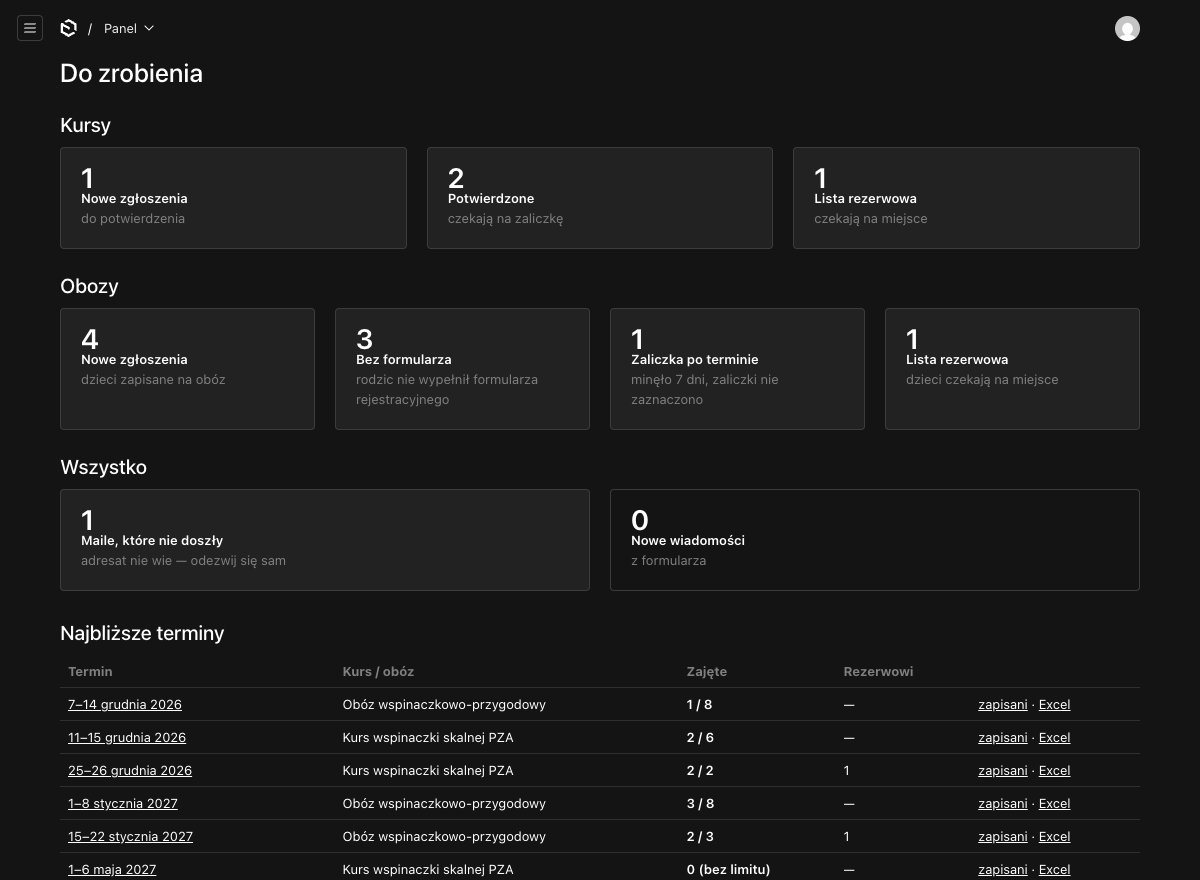 / Panel
Do zrobienia
Kursy
1
Nowe zgłoszenia
do potwierdzenia
2
Potwierdzone
czekają na zaliczkę
1
Lista rezerwowa
czekają na miejsce
Obozy
4
Nowe zgłoszenia
dzieci zapisane na obóz
3
Bez formularza
rodzic nie wypełnił formularza
rejestracyjnego
1
Zaliczka po terminie
minęło 7 dni, zaliczki nie
zaznaczono
1
Lista rezerwowa
dzieci czekają na miejsce
Wszystko
1
Maile, które nie doszły
adresat nie wie — odezwij się sam
0
Nowe wiadomości
z formularza
Najbliższe terminy
Termin Kurs / obóz Zajęte Rezerwowi
7–14 grudnia 2026 Obóz wspinaczkowo-przygodowy 1 / 8 — zapisani · Excel
11–15 grudnia 2026 Kurs wspinaczki skalnej PZA 2 / 6 — zapisani · Excel
25–26 grudnia 2026 Kurs wspinaczki skalnej PZA 2 / 2 1 zapisani · Excel
1–8 stycznia 2027 Obóz wspinaczkowo-przygodowy 3 / 8 — zapisani · Excel
15–22 stycznia 2027 Obóz wspinaczkowo-przygodowy 2 / 3 1 zapisani · Excel
1–6 maja 2027 Kurs wspinaczki skalnej PZA 0 (bez limitu) — zapisani · Excel